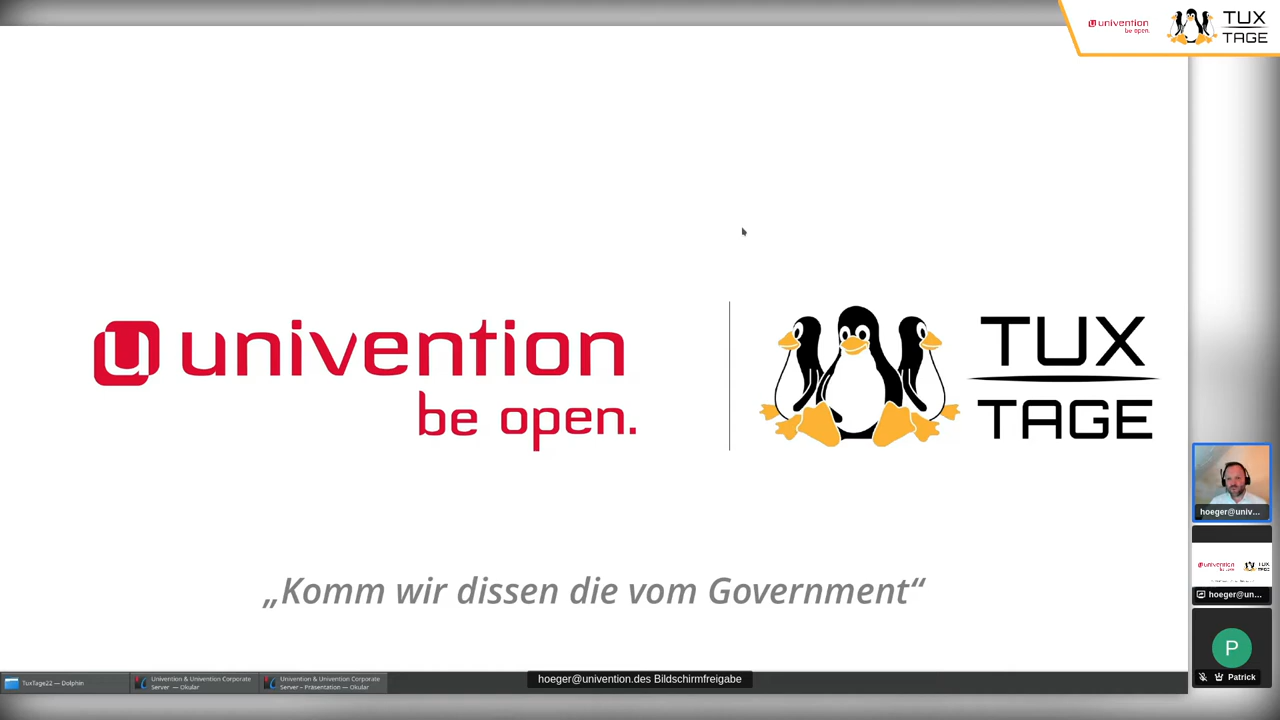 univention
be open.
TUX
TAGE
univention
be open.
TUX
TAGE
„Komm wir dissen die vom Government“
hoeger@univ…
hoeger@un…
P
Patrick
TuxTage22 — Dolphin
Univention & Univention Corporate
Server — Okular
Univention & Univention Corporate
Server – Präsentation — Okular
hoeger@univention.des Bildschirmfreigabe